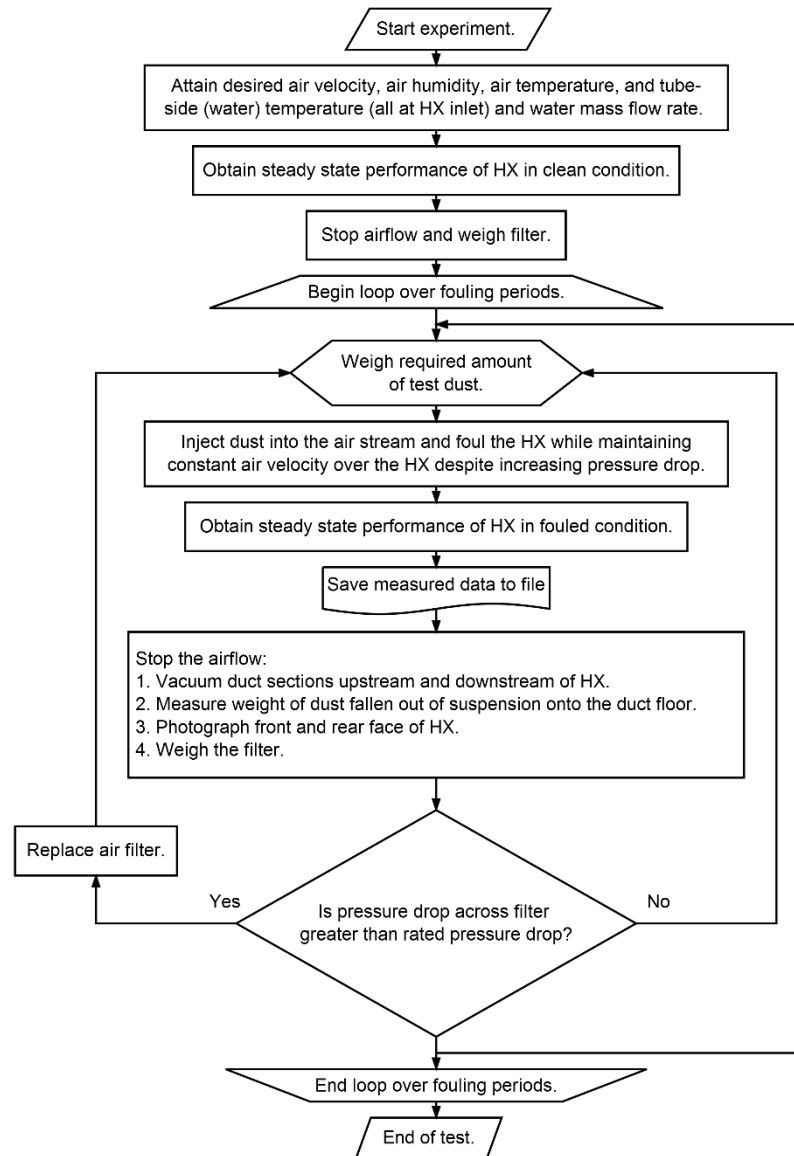 Start experiment.
Attain desired air velocity, air humidity, air temperature, and tube-
side (water) temperature (all at HX inlet) and water mass flow rate.
Obtain steady state performance of HX in clean condition.
Stop airflow and weigh filter.
Begin loop over fouling periods.
Weigh required amount
of test dust.
Inject dust into the air stream and foul the HX while maintaining
constant air velocity over the HX despite increasing pressure drop.
Obtain steady state performance of HX in fouled condition.
Save measured data to file
Stop the airflow:
1. Vacuum duct sections upstream and downstream of HX.
2. Measure weight of dust fallen out of suspension onto the duct floor.
3. Photograph front and rear face of HX.
4. Weigh the filter.
Replace air filter.
Yes
Is pressure drop across filter
greater than rated pressure drop?
No
End loop over fouling periods.
End of test.